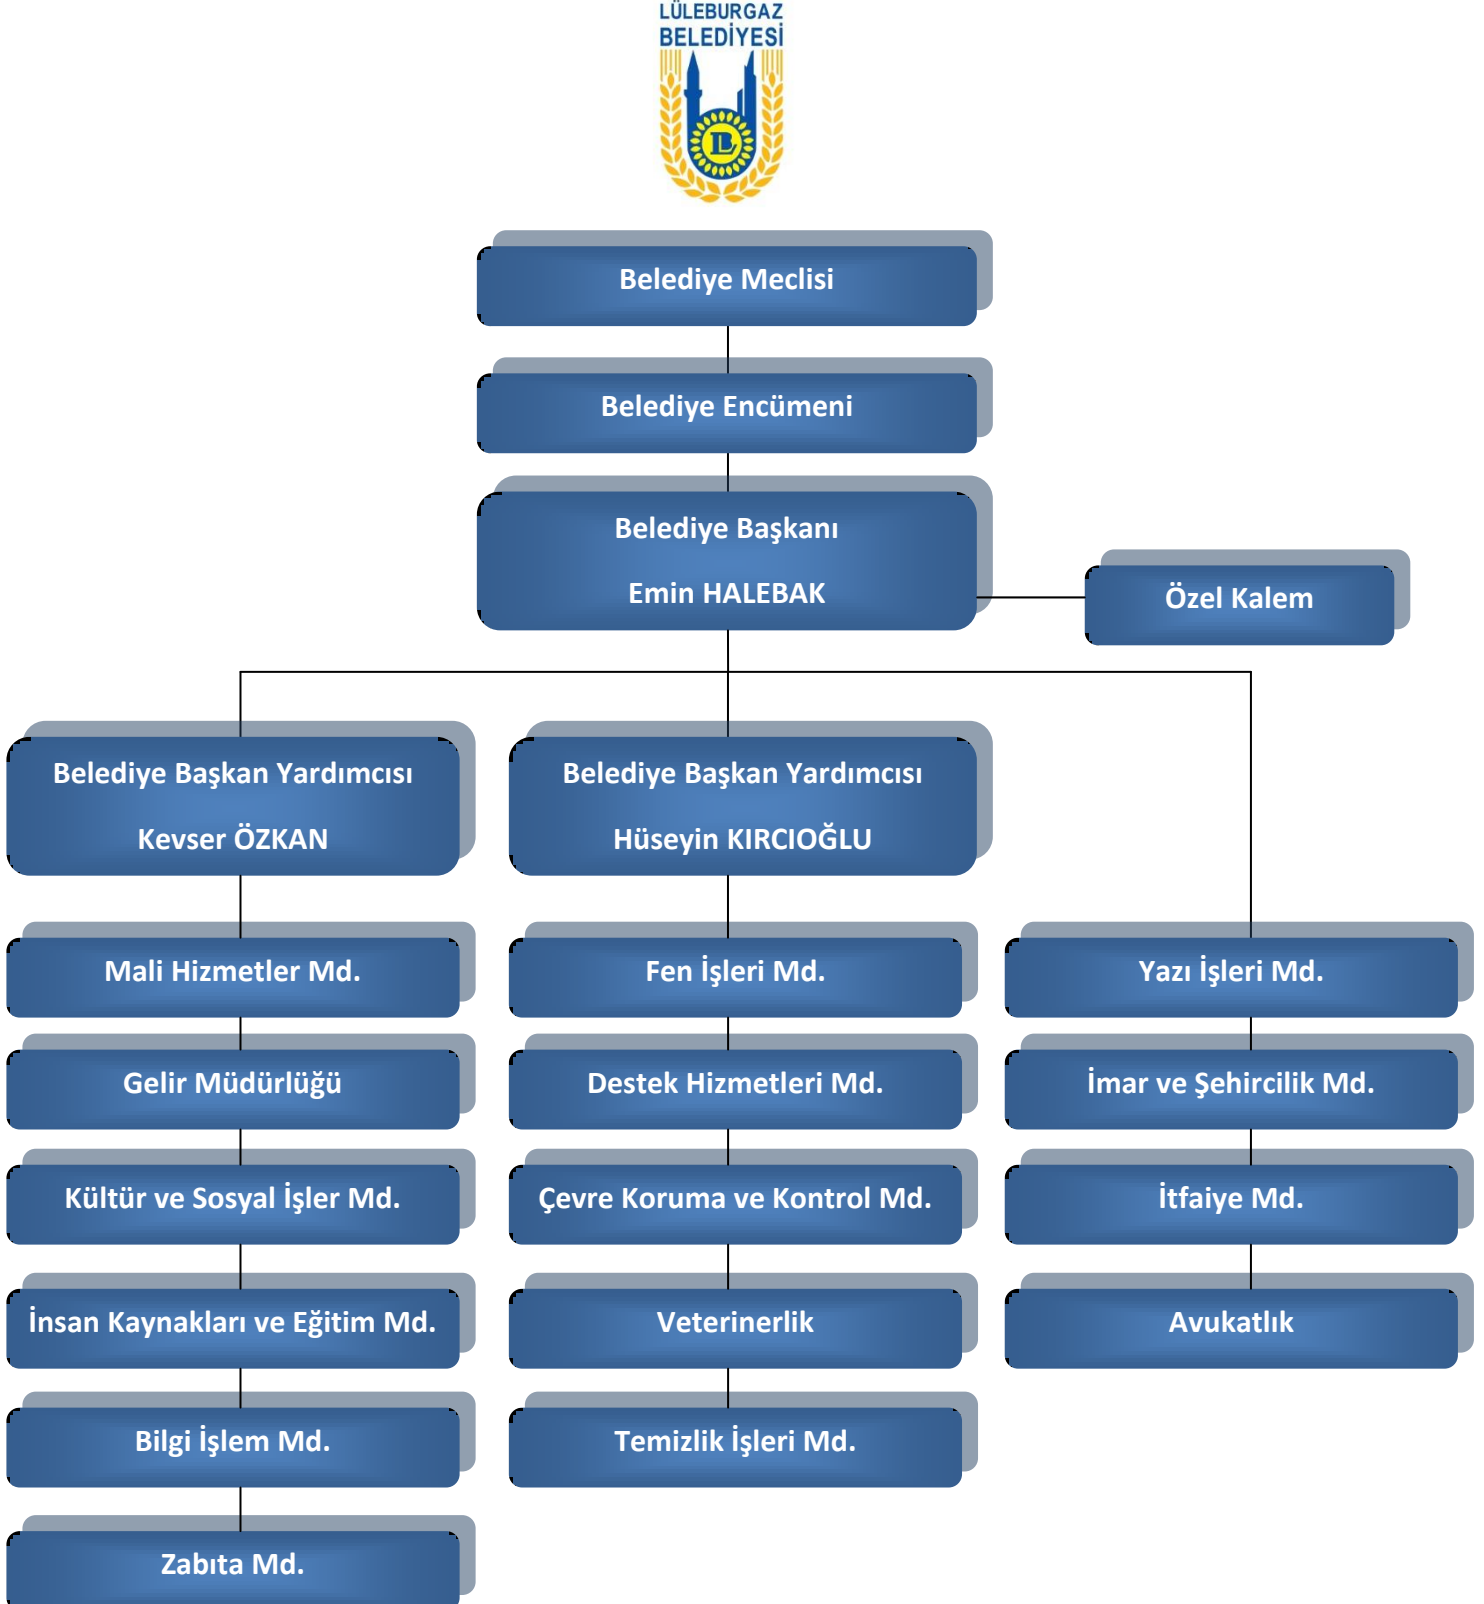 LÜLEBURGAZ
BELEDİYESİ
LB
Belediye Meclisi
Belediye Encümeni
Belediye Başkanı
Emin HALEBAK
Özel Kalem
Belediye Başkan Yardımcısı
Kevser ÖZKAN
Belediye Başkan Yardımcısı
Hüseyin KIRCIOĞLU
Mali Hizmetler Md.
Fen İşleri Md.
Yazı İşleri Md.
Gelir Müdürlüğü
Destek Hizmetleri Md.
İmar ve Şehircilik Md.
Kültür ve Sosyal İşler Md.
Çevre Koruma ve Kontrol Md.
İtfaiye Md.
İnsan Kaynakları ve Eğitim Md.
Veterinerlik
Avukatlık
Bilgi İşlem Md.
Temizlik İşleri Md.
Zabıta Md.